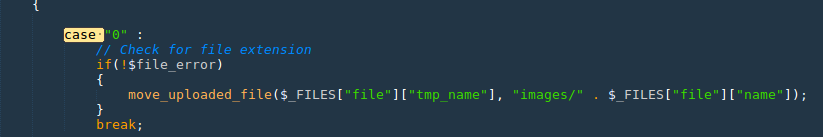 {
case "0" :
// Check for file extension
if(!$file_error)
{
move_uploaded_file($_FILES["file"]["tmp_name"], "images/" . $_FILES["file"]["name"]);
}
break;